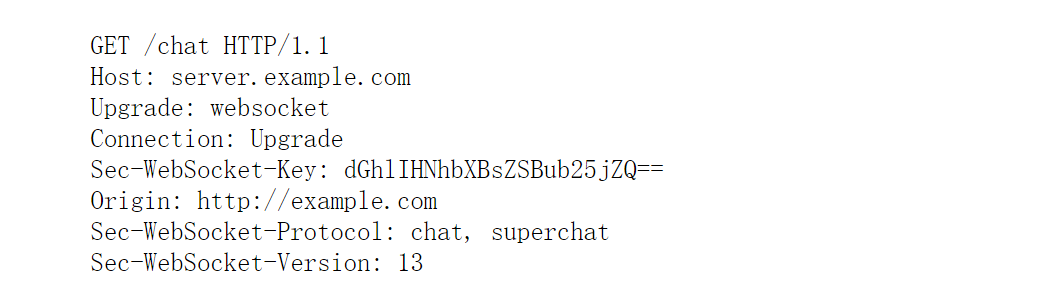 GET /chat HTTP/1.1
Host: server.example.com
Upgrade: websocket
Connection: Upgrade
Sec-WebSocket-Key: dGhlIHNhbXBsZSBub25jZQ==
Origin: http://example.com
Sec-WebSocket-Protocol: chat, superchat
Sec-WebSocket-Version: 13